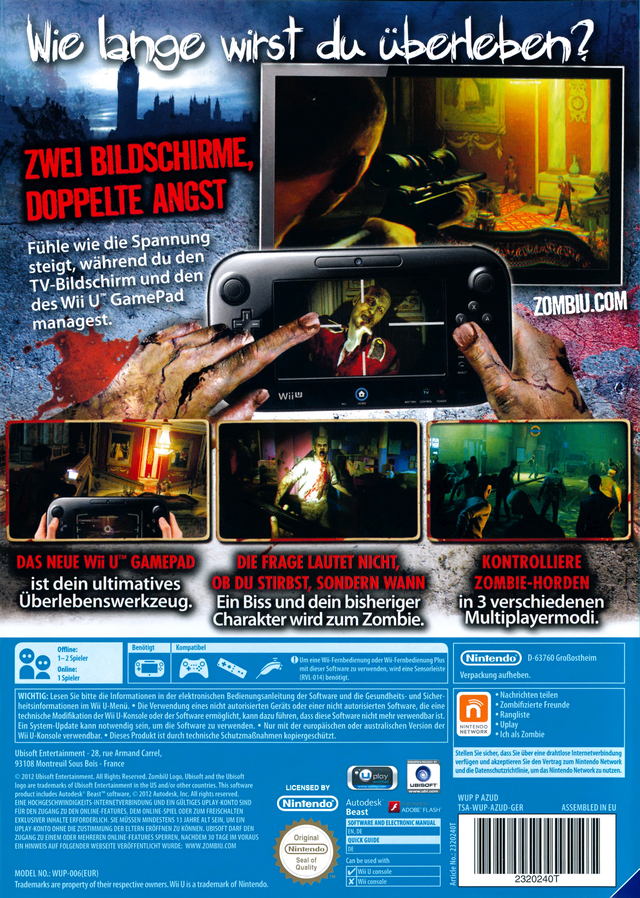 Wie lange wirst du überleben?
ZWEI BILDSCHIRME,
DOPPELTE ANGST
Fühle wie die Spannung
steigt, während du den
TV-Bildschirm und den
des Wii U™ GamePad
managest.
ZOMBIU.COM
Wii U
DAS NEUE Wii U™ GAMEPAD
ist dein ultimatives
Überlebenswerkzeug.
DIE FRAGE LAUTET NICHT,
OB DU STIRBST, SONDERN WANN
Ein Biss und dein bisheriger
Charakter wird zum Zombie.
KONTROLLIERE
ZOMBIE-HORDEN
in 3 verschiedenen
Multiplayermodi.
Offline:
1–2 Spieler
Online:
1 Spieler
Benötigt
Kompatibel
Um eine Wii-Fernbedienung oder Wii-Fernbedienung Plus
mit dieser Software zu verwenden, wird eine Sensorleiste
(RVL-014) benötigt.
Nintendo
D-63760 Großostheim
Verpackung aufheben.
WICHTIG: Lesen Sie bitte die Informationen in der elektronischen Bedienungsanleitung der Software und die Gesundheits- und Sicher-
heitsinformationen im Wii U-Menü. • Die Verwendung eines nicht autorisierten Geräts oder einer nicht autorisierten Software, die eine
technische Modifikation der Wii U-Konsole oder der Software ermöglicht, kann dazu führen, dass diese Software nicht mehr verwendbar ist.
Ein System-Update kann notwendig sein, um die Software zu verwenden. • Nur mit der europäischen oder australischen Version der
Wii U-Konsole verwendbar. • Dieses Produkt ist durch technische Schutzmaßnahmen kopiergeschützt.
NINTENDO
NETWORK
• Nachrichten teilen
• Zombifizierte Freunde
• Rangliste
• Uplay
• Ich als Zombie
Stellen Sie sicher, dass Sie über eine drahtlose Internetverbindung
verfügen und akzeptieren Sie den Vertrag zum Nintendo Network
und die Datenschutzrichtlinie, um das Nintendo Network zu nutzen.
Ubisoft Entertainment - 28, rue Armand Carrel,
93108 Montreuil Sous Bois - France
© 2012 Ubisoft Entertainment. All Rights Reserved. ZombiU Logo, Ubisoft and the Ubisoft
logo are trademarks of Ubisoft Entertainment in the US and/or other countries. This software
product includes Autodesk® Beast™ software, © 2012 Autodesk, Inc. All rights reserved.
EINE HOCHGESCHWINDIGKEITS-INTERNETVERBINDUNG UND EIN GÜLTIGES UPLAY-KONTO SIND
FÜR DEN ZUGANG ZU DEN ONLINE-FEATURES, DEM ONLINE-SPIEL ODER ZUM FREISCHALTEN
EXKLUSIVER INHALTE ERFORDERLICH. SIE MÜSSEN MINDESTENS 13 JAHRE ALT SEIN, UM EIN
UPLAY-KONTO OHNE DIE ZUSTIMMUNG DER ELTERN ERÖFFNEN ZU KÖNNEN. UBISOFT DARF DEN
ZUGANG ZU EINEM ODER MEHREREN ONLINE-FEATURES SPERREN, NACHDEM 30 TAGE IM VORAUS
EIN HINWEIS AUF FOLGENDER WEBSEITE VERÖFFENTLICHT WURDE: WWW.ZOMBIU.COM
MODEL NO.: WUP-006(EUR)
Trademarks are property of their respective owners. Wii U is a trademark of Nintendo.
LICENSED BY
Nintendo
Original
Nintendo
Seal of
Quality
uplay
UBISOFT
www.ubi.com
Autodesk
Beast
ADOBE® FLASH®
SOFTWARE AND ELECTRONIC MANUAL
EN, DE
QUICK GUIDE
DE
Can be used with
Wii U console
Wii console
WUP P AZUD
TSA-WUP-AZUD-GER
ASSEMBLED IN EU
Article No.: 2320240T
2320240T